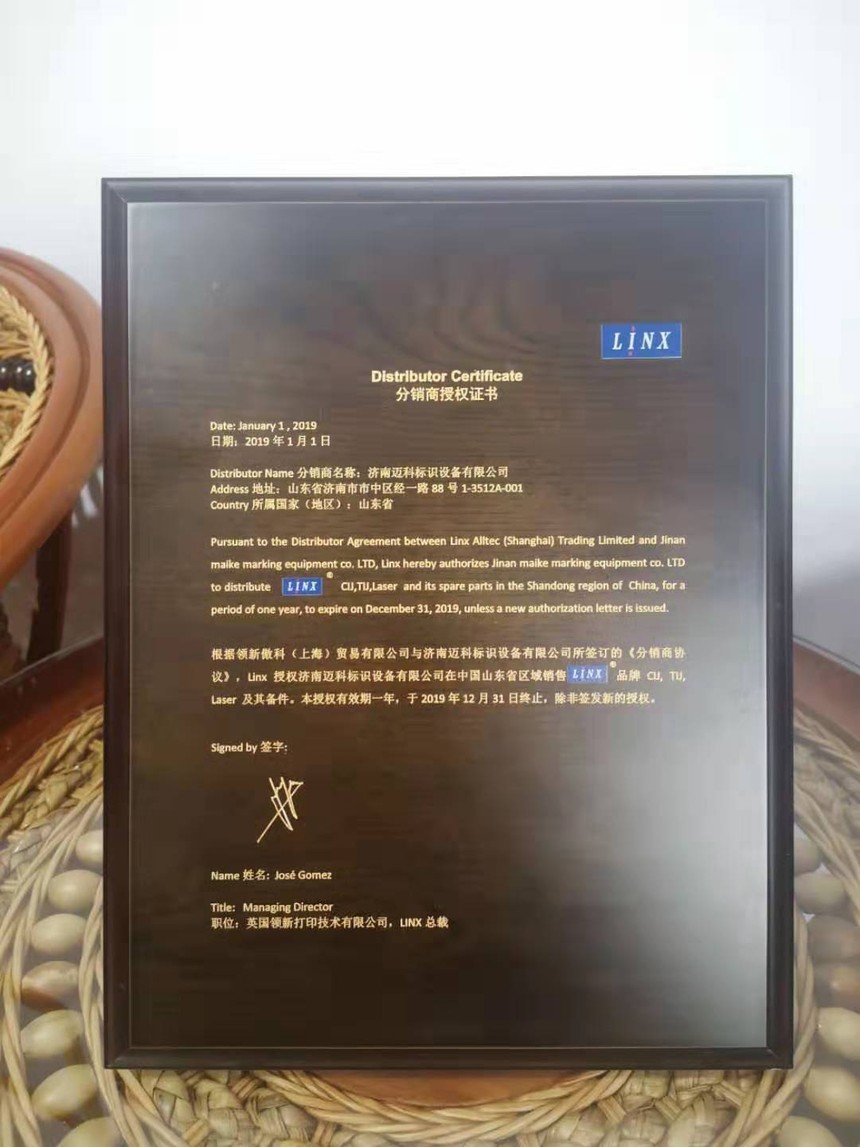 LINX
Distributor Certificate
分销商授权证书
Date: January 1 , 2019
日期：2019 年 1 月 1 日
Distributor Name 分销商名称：济南迈科标识设备有限公司
Address 地址：山东省济南市市中区经一路 88 号 1-3512A-001
Country 所属国家（地区）：山东省
Pursuant to the Distributor Agreement between Linx Alltec (Shanghai) Trading Limited and Jinan
maike marking equipment co. LTD, Linx hereby authorizes Jinan maike marking equipment co. LTD
to distribute LINX ® CIJ,TIJ,Laser and its spare parts in the Shandong region of China, for a
period of one year, to expire on December 31, 2019, unless a new authorization letter is issued.
根据领新傲科（上海）贸易有限公司与济南迈科标识设备有限公司所签订的《分销商协
议》，Linx 授权济南迈科标识设备有限公司在中国山东省区域销售 LINX ® 品牌 CIJ, TIJ,
Laser 及其备件。本授权有效期一年，于 2019 年 12 月 31 日终止，除非签发新的授权。
Signed by 签字：
Name 姓名：José Gomez
Title: Managing Director
职位：英国领新打印技术有限公司，LINX 总裁